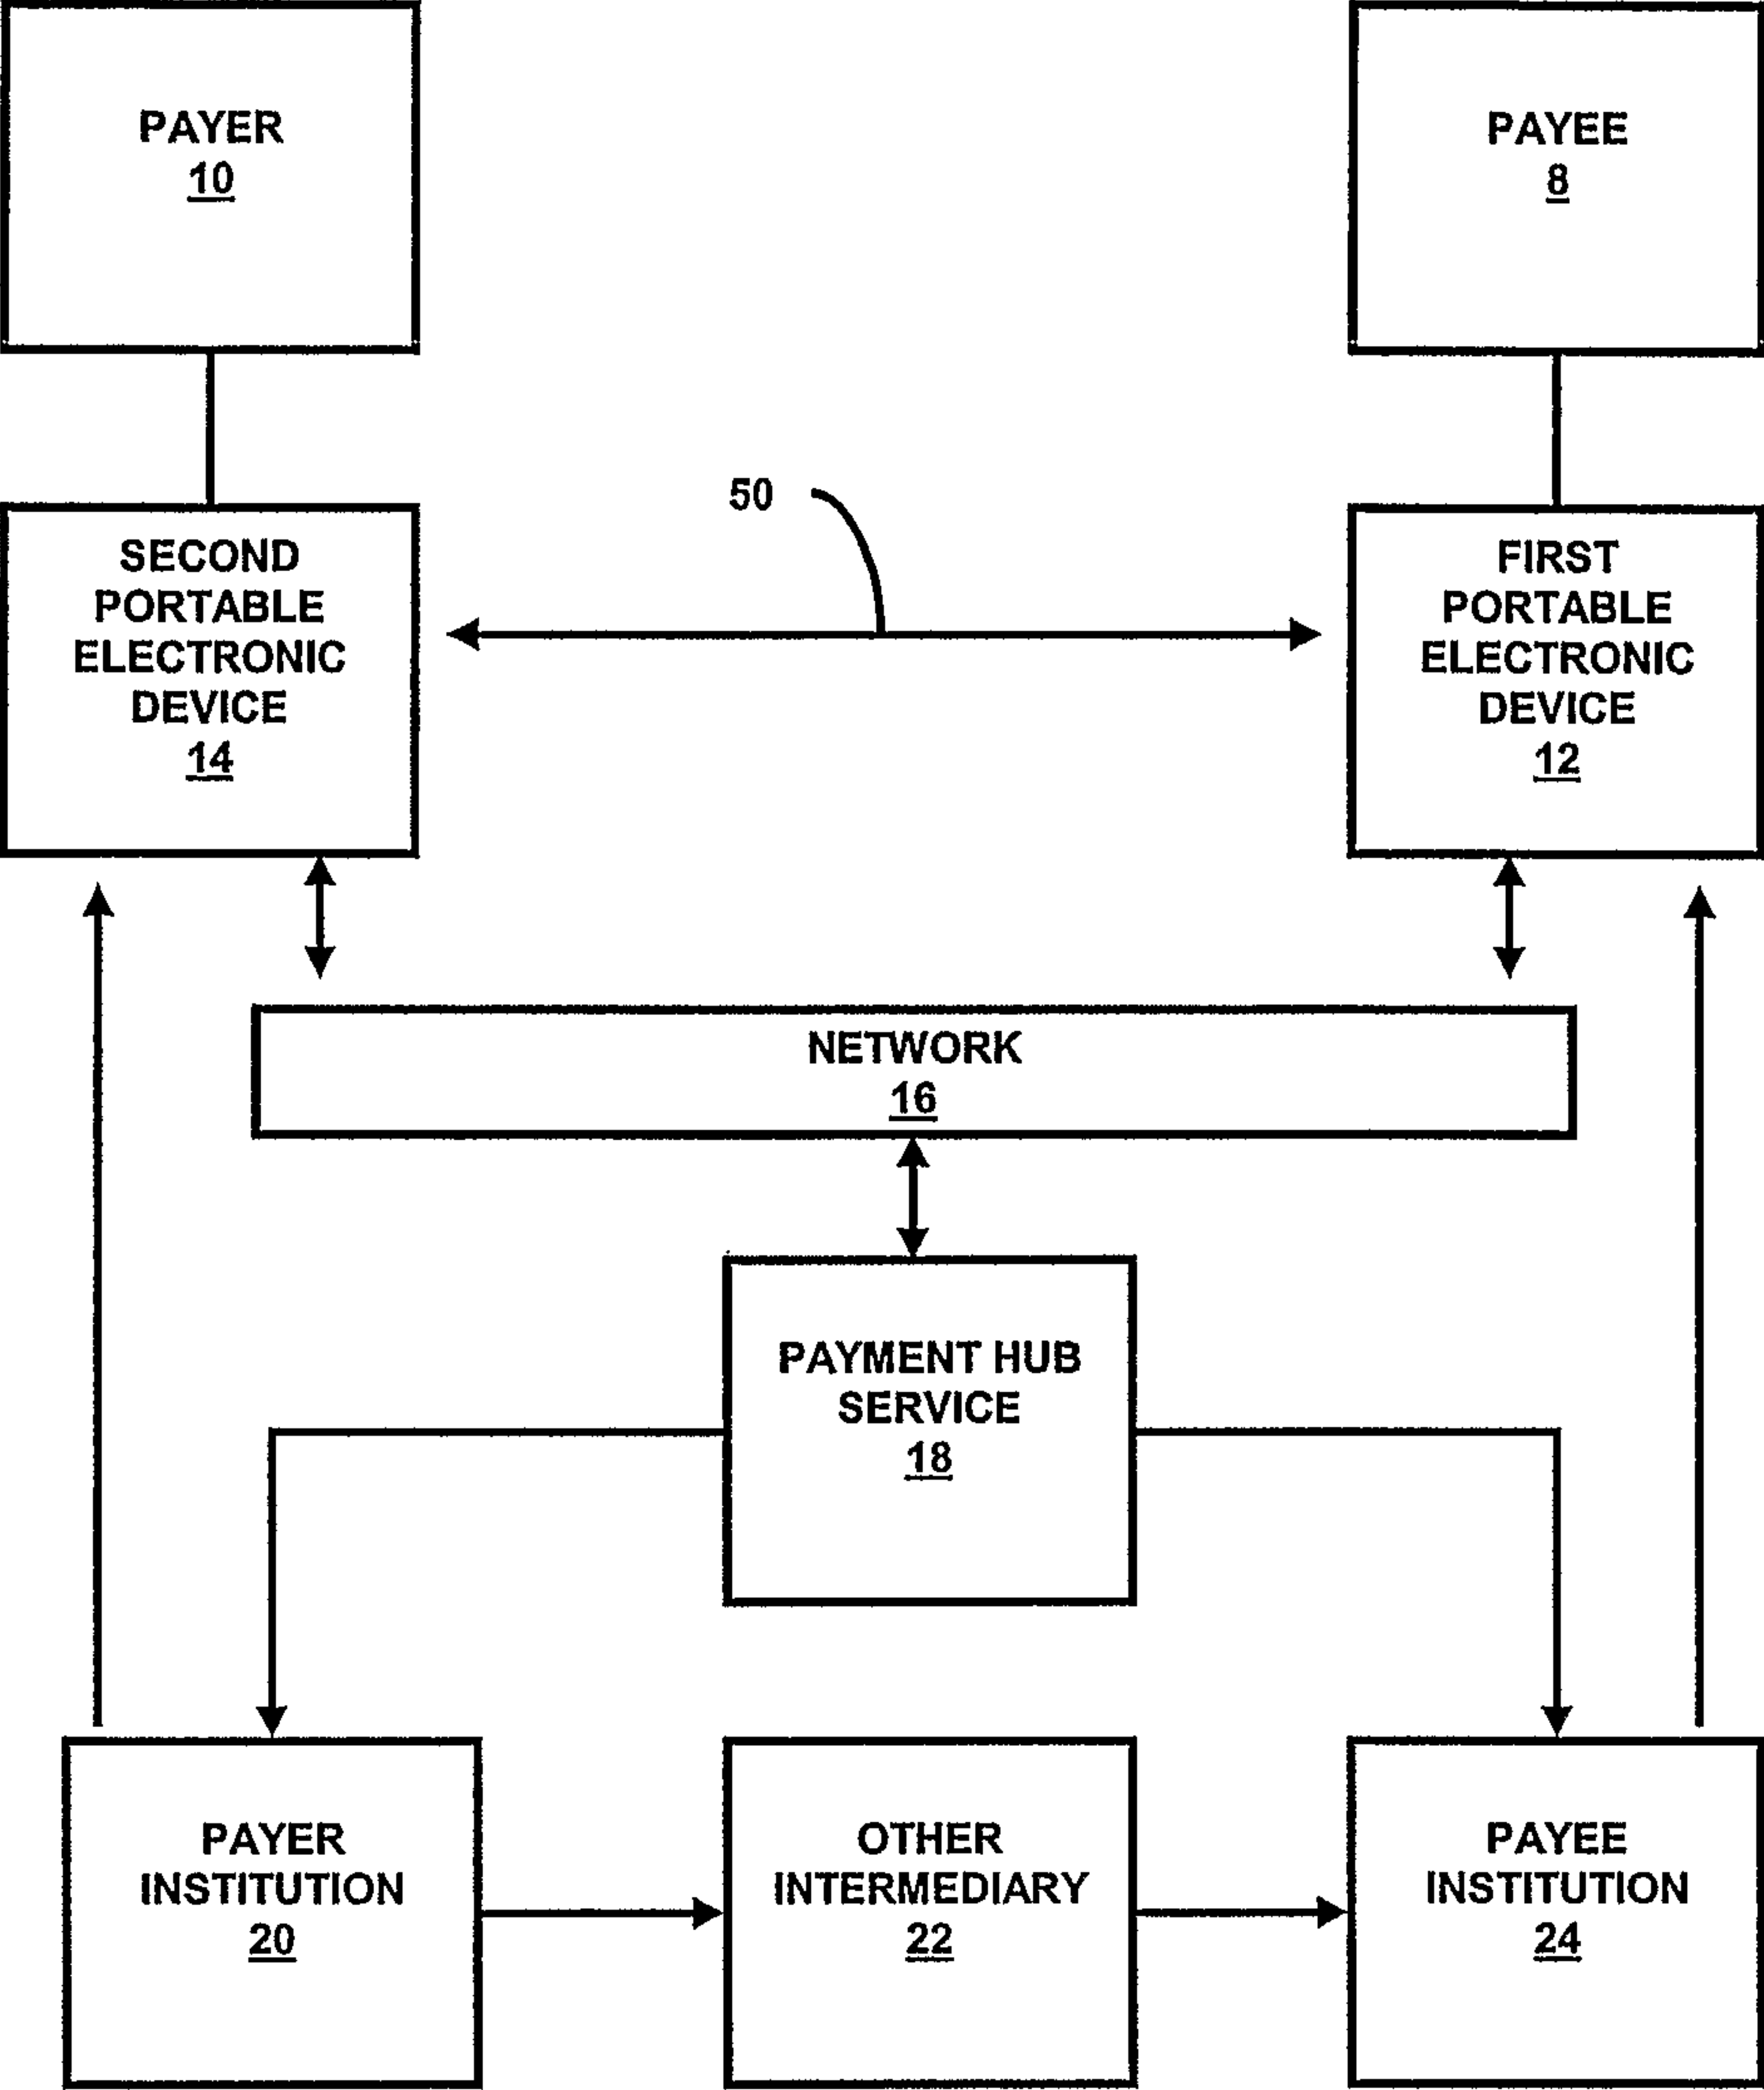 PAYER
10
PAYEE
8
50
SECOND
PORTABLE
ELECTRONIC
DEVICE
14
FIRST
PORTABLE
ELECTRONIC
DEVICE
12
NETWORK
16
PAYMENT HUB
SERVICE
18
PAYER
INSTITUTION
20
OTHER
INTERMEDIARY
22
PAYEE
INSTITUTION
24